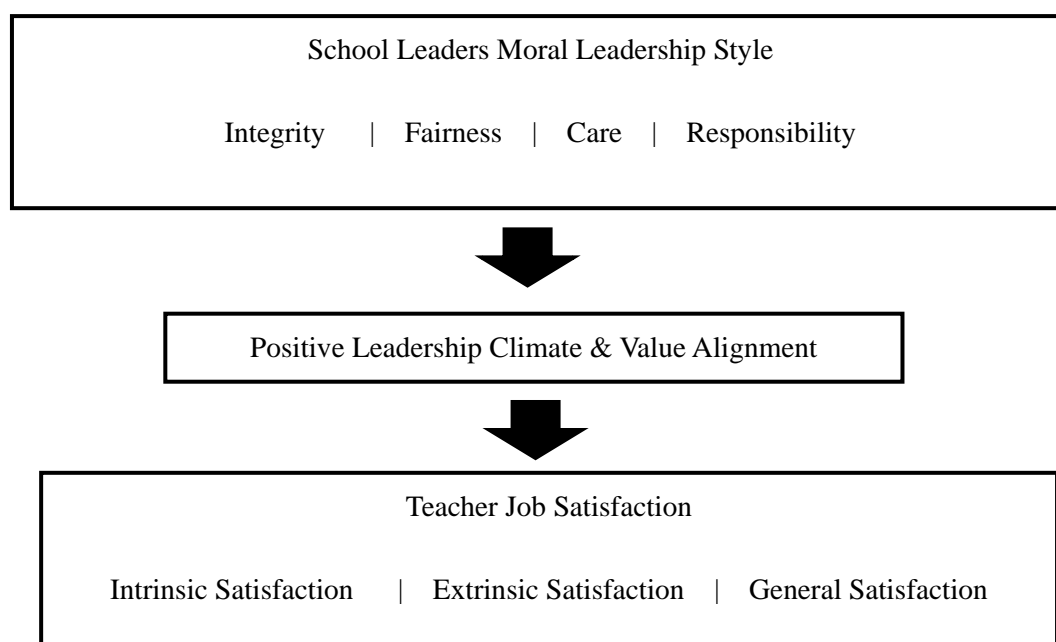 School Leaders Moral Leadership Style
Integrity | Fairness | Care | Responsibility
Positive Leadership Climate & Value Alignment
Teacher Job Satisfaction
Intrinsic Satisfaction | Extrinsic Satisfaction | General Satisfaction